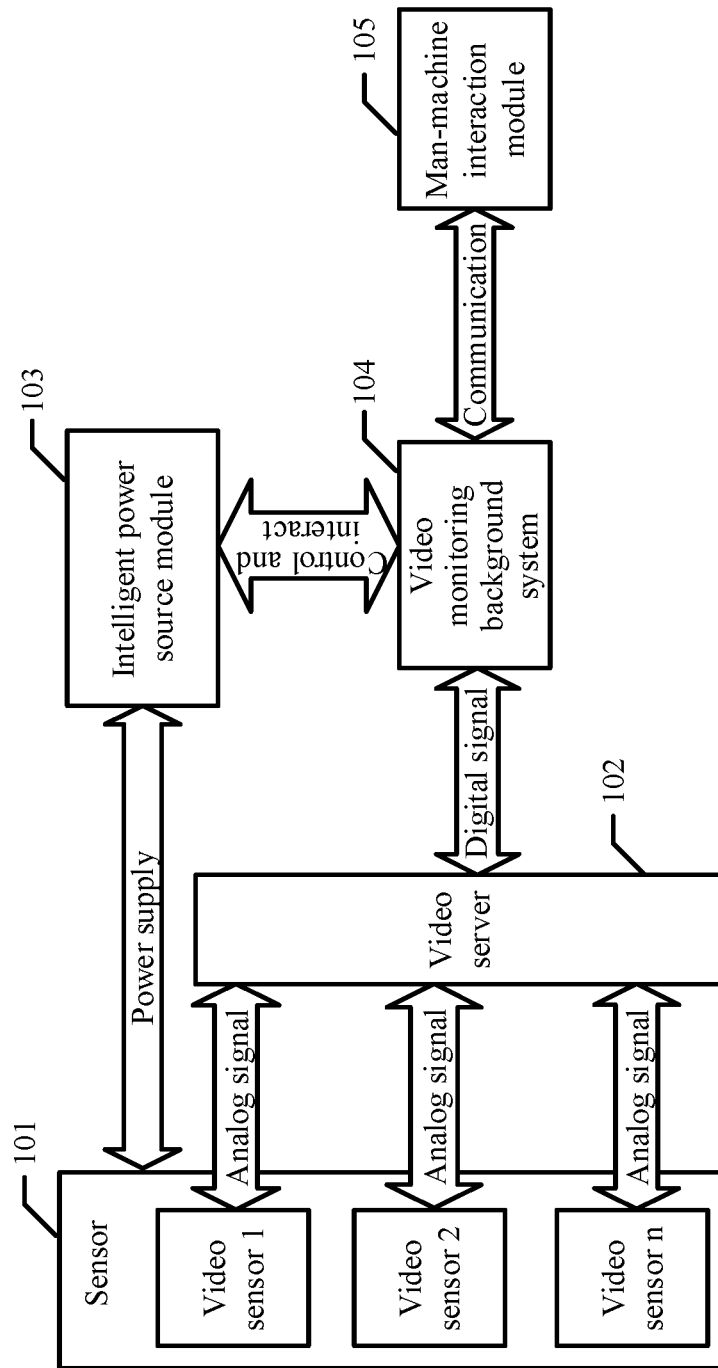 101
Sensor
Video
sensor 1
Video
sensor 2
Video
sensor n
Power supply
Analog signal
Analog signal
Analog signal
Video
server
102
Digital signal
103
Intelligent power
source module
Control and
interact
104
Video
monitoring
background
system
Communication
105
Man-machine
interaction
module